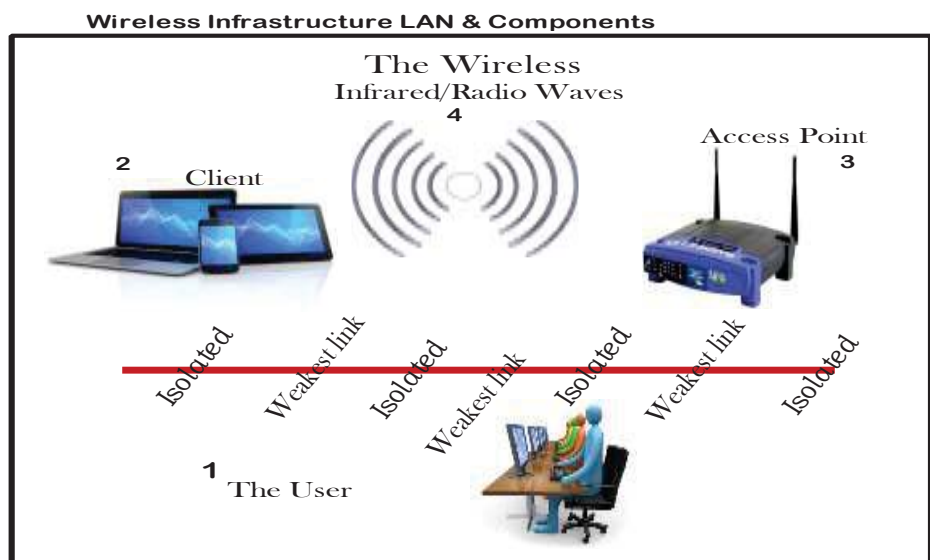 Wireless Infrastructure LAN & Components
The Wireless
Infrared/Radio Waves
4
Access Point
3
2
Client
Isolated
Weakest link
Isolated
Weakest link
Isolated
Weakest link
Isolated
1
The User